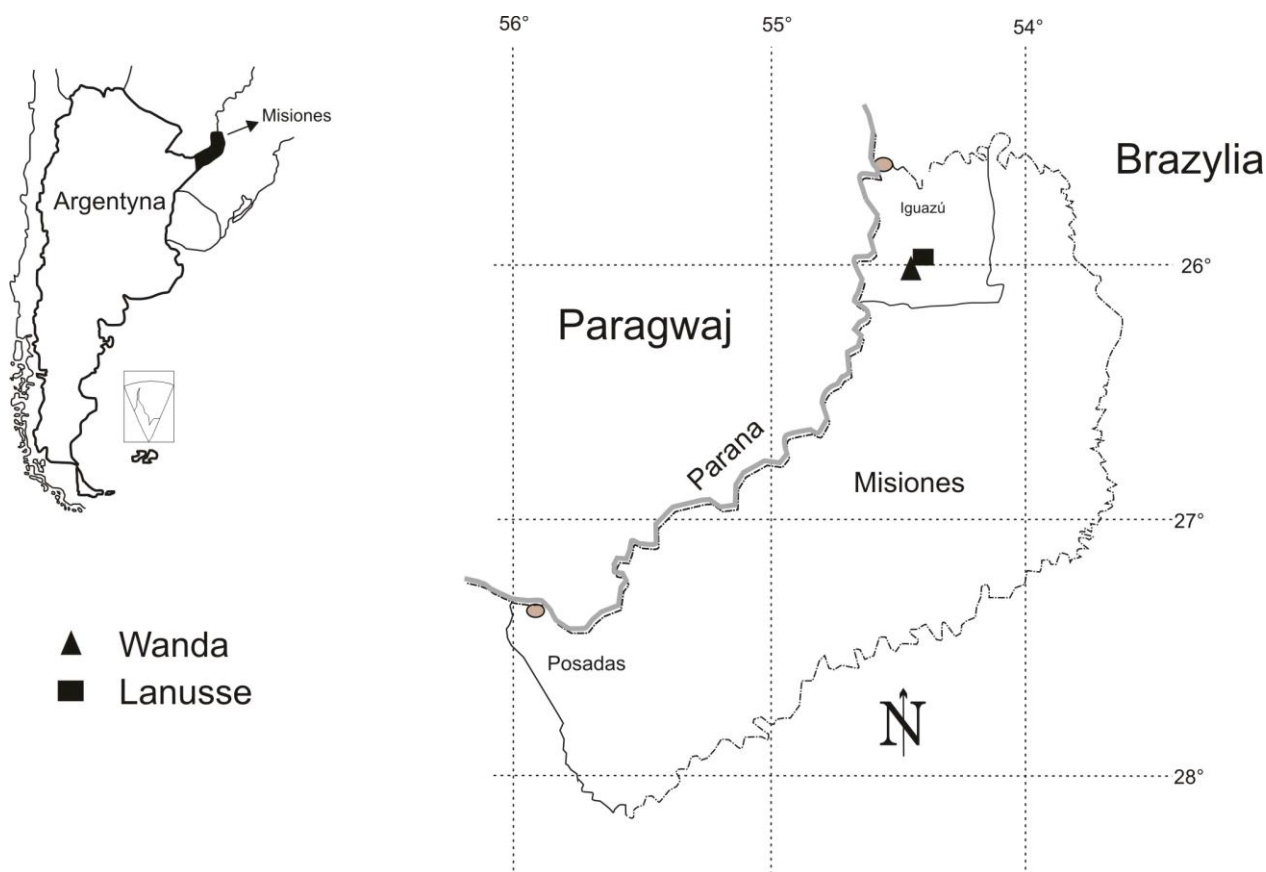 56°
55°
54°
Misiones
Argentyna
Brazylia
Iguazú
26°
Paragwaj
Parana
Misiones
27°
Posadas
Wanda
Lanusse
N
28°